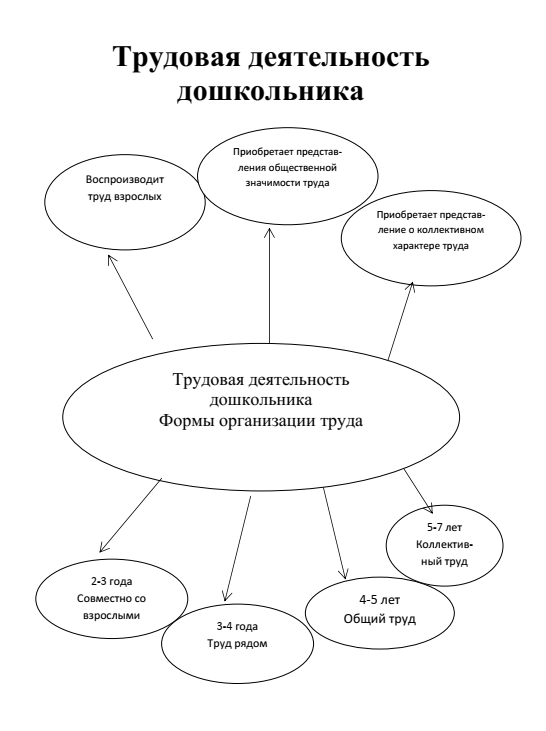 Трудовая деятельность
дошкольника
Воспроизводит
труд взрослых
Приобретает представ-
ления общественной
значимости труда
Приобретает представ-
ление о коллективном
характере труда
Трудовая деятельность
дошкольника
Формы организации труда
2-3 года
Совместно со
взрослыми
3-4 года
Труд рядом
4-5 лет
Общий труд
5-7 лет
Коллектив-
ный труд